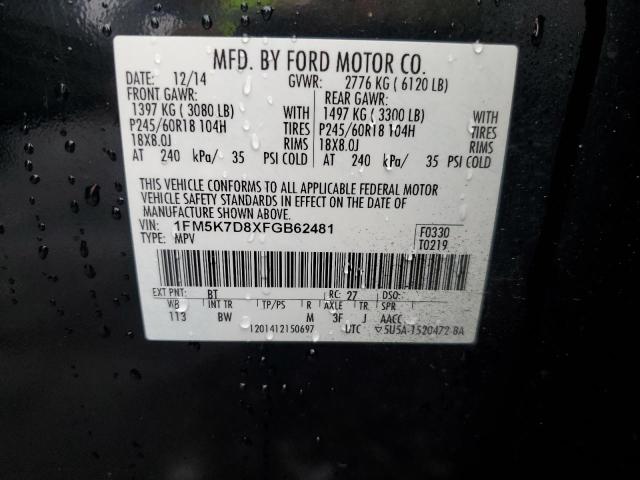 MFD. BY FORD MOTOR CO.
DATE: 12/14 GVWR: 2776 KG ( 6120 LB)
FRONT GAWR: REAR GAWR:
1397 KG ( 3080 LB) WITH 1497 KG ( 3300 LB) WITH
P245/60R18 104H TIRES P245/60R18 104H TIRES
18X8.0J RIMS 18X8.0J RIMS
AT 240 kPa/ 35 PSI COLD AT 240 kPa/ 35 PSI COLD
THIS VEHICLE CONFORMS TO ALL APPLICABLE FEDERAL MOTOR
VEHICLE SAFETY STANDARDS IN EFFECT ON THE DATE OF
MANUFACTURE SHOWN ABOVE.
VIN: 1FM5K7D8XFGB62481 F0330
TYPE: MPV T0219
EXT PNT: BT RC: 27 DSO:
WB INT TR TP/PS R AXLE TR SPR
113 BW M 3F J AACC
1201412150697 UTC ▽5U5A-1520472-BA